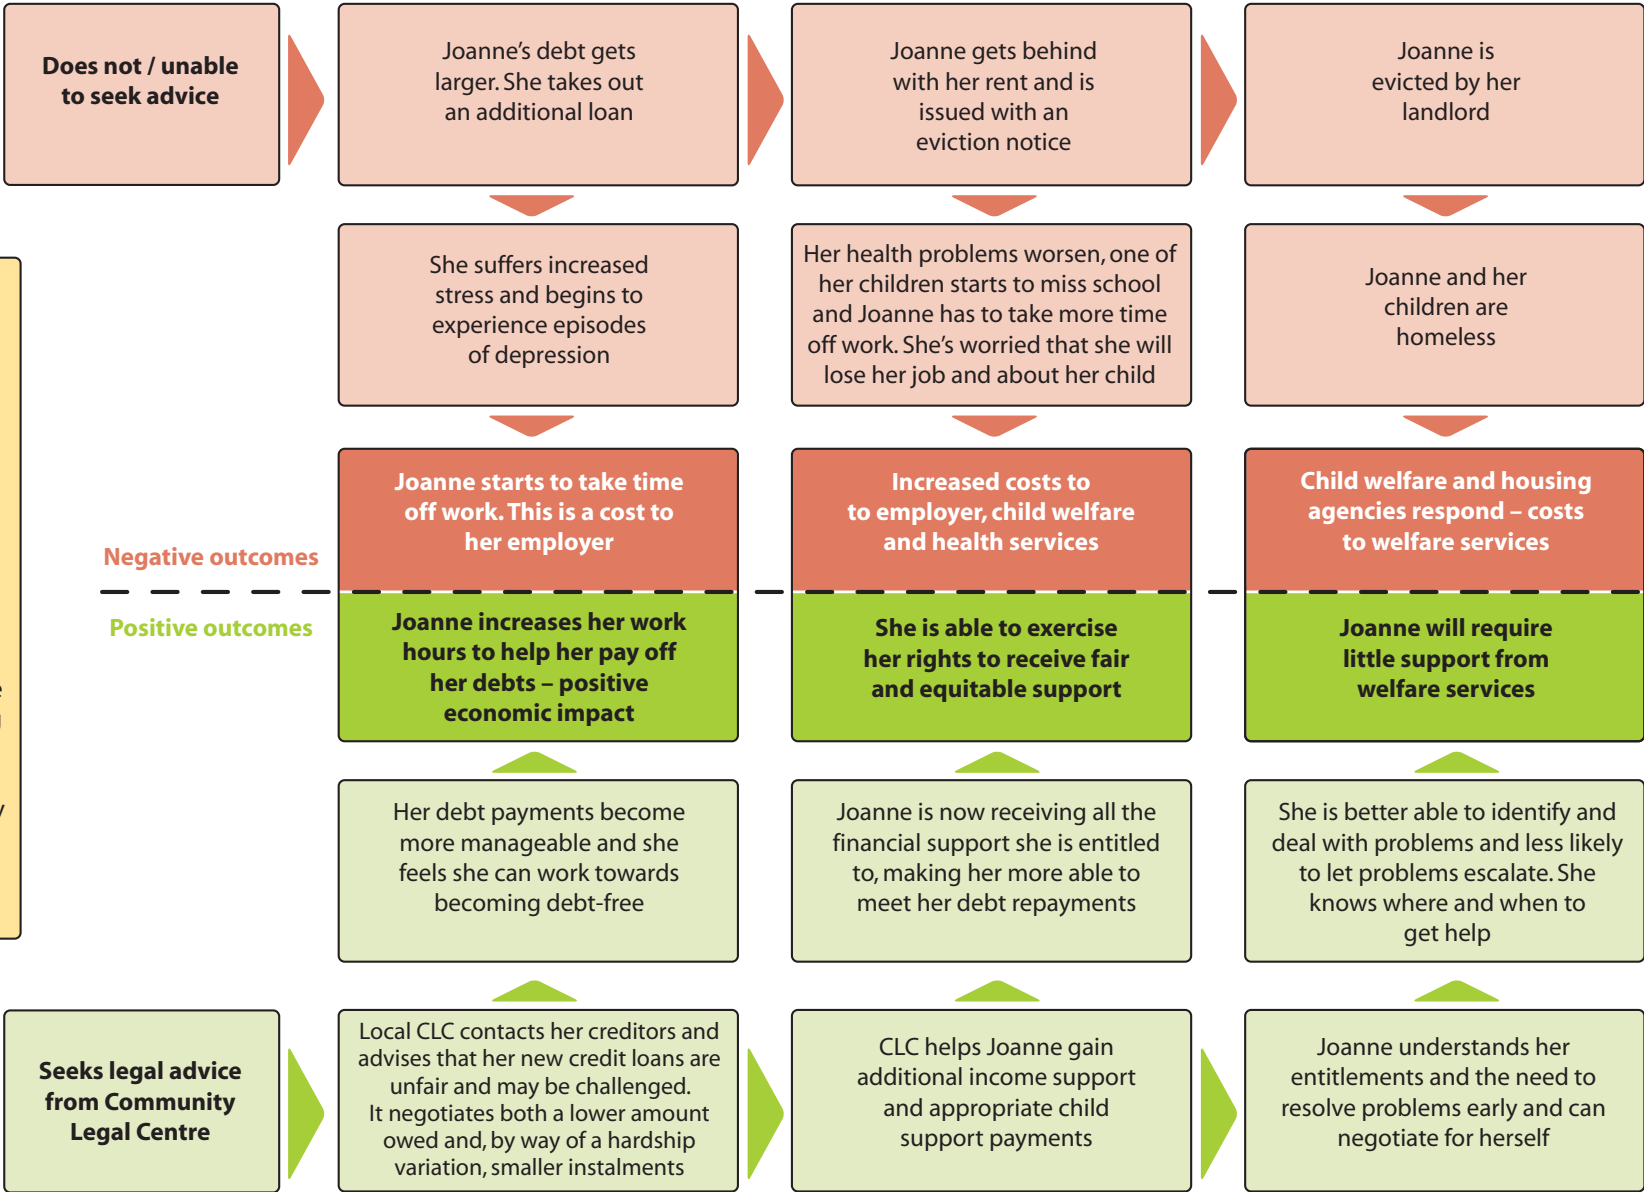 Does not / unable
to seek advice
Joanne’s debt gets
larger. She takes out
an additional loan
Joanne gets behind
with her rent and is
issued with an
eviction notice
Joanne is
evicted by her
landlord
She suffers increased
stress and begins to
experience episodes
of depression
Her health problems worsen, one of
her children starts to miss school
and Joanne has to take more time
off work. She’s worried that she will
lose her job and about her child
Joanne and her
children are
homeless
Joanne starts to take time
off work. This is a cost to
her employer
Increased costs to
to employer, child welfare
and health services
Child welfare and housing
agencies respond – costs
to welfare services
Negative outcomes
Positive outcomes
Joanne increases her work
hours to help her pay off
her debts – positive
economic impact
She is able to exercise
her rights to receive fair
and equitable support
Joanne will require
little support from
welfare services
Her debt payments become
more manageable and she
feels she can work towards
becoming debt-free
Joanne is now receiving all the
financial support she is entitled
to, making her more able to
meet her debt repayments
She is better able to identify and
deal with problems and less likely
to let problems escalate. She
knows where and when to
get help
Seeks legal advice
from Community
Legal Centre
Local CLC contacts her creditors and
advises that her new credit loans are
unfair and may be challenged.
It negotiates both a lower amount
owed and, by way of a hardship
variation, smaller instalments
CLC helps Joanne gain
additional income support
and appropriate child
support payments
Joanne understands her
entitlements and the need to
resolve problems early and can
negotiate for herself